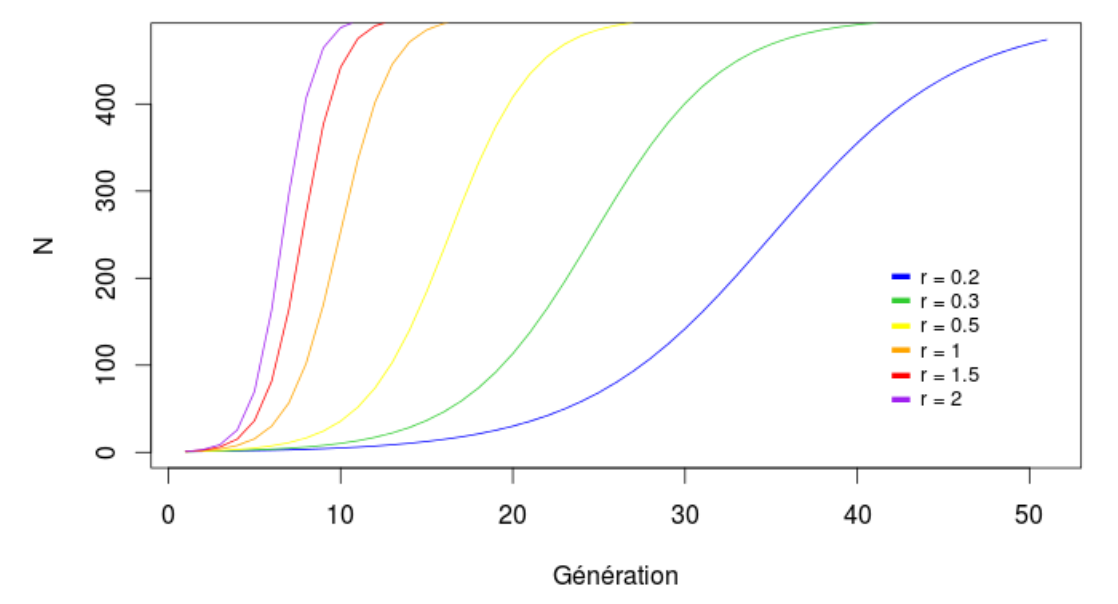 400
300
200
100
0
N
r = 0.2
r = 0.3
r = 0.5
r = 1
r = 1.5
r = 2
0 10 20 30 40 50
Génération